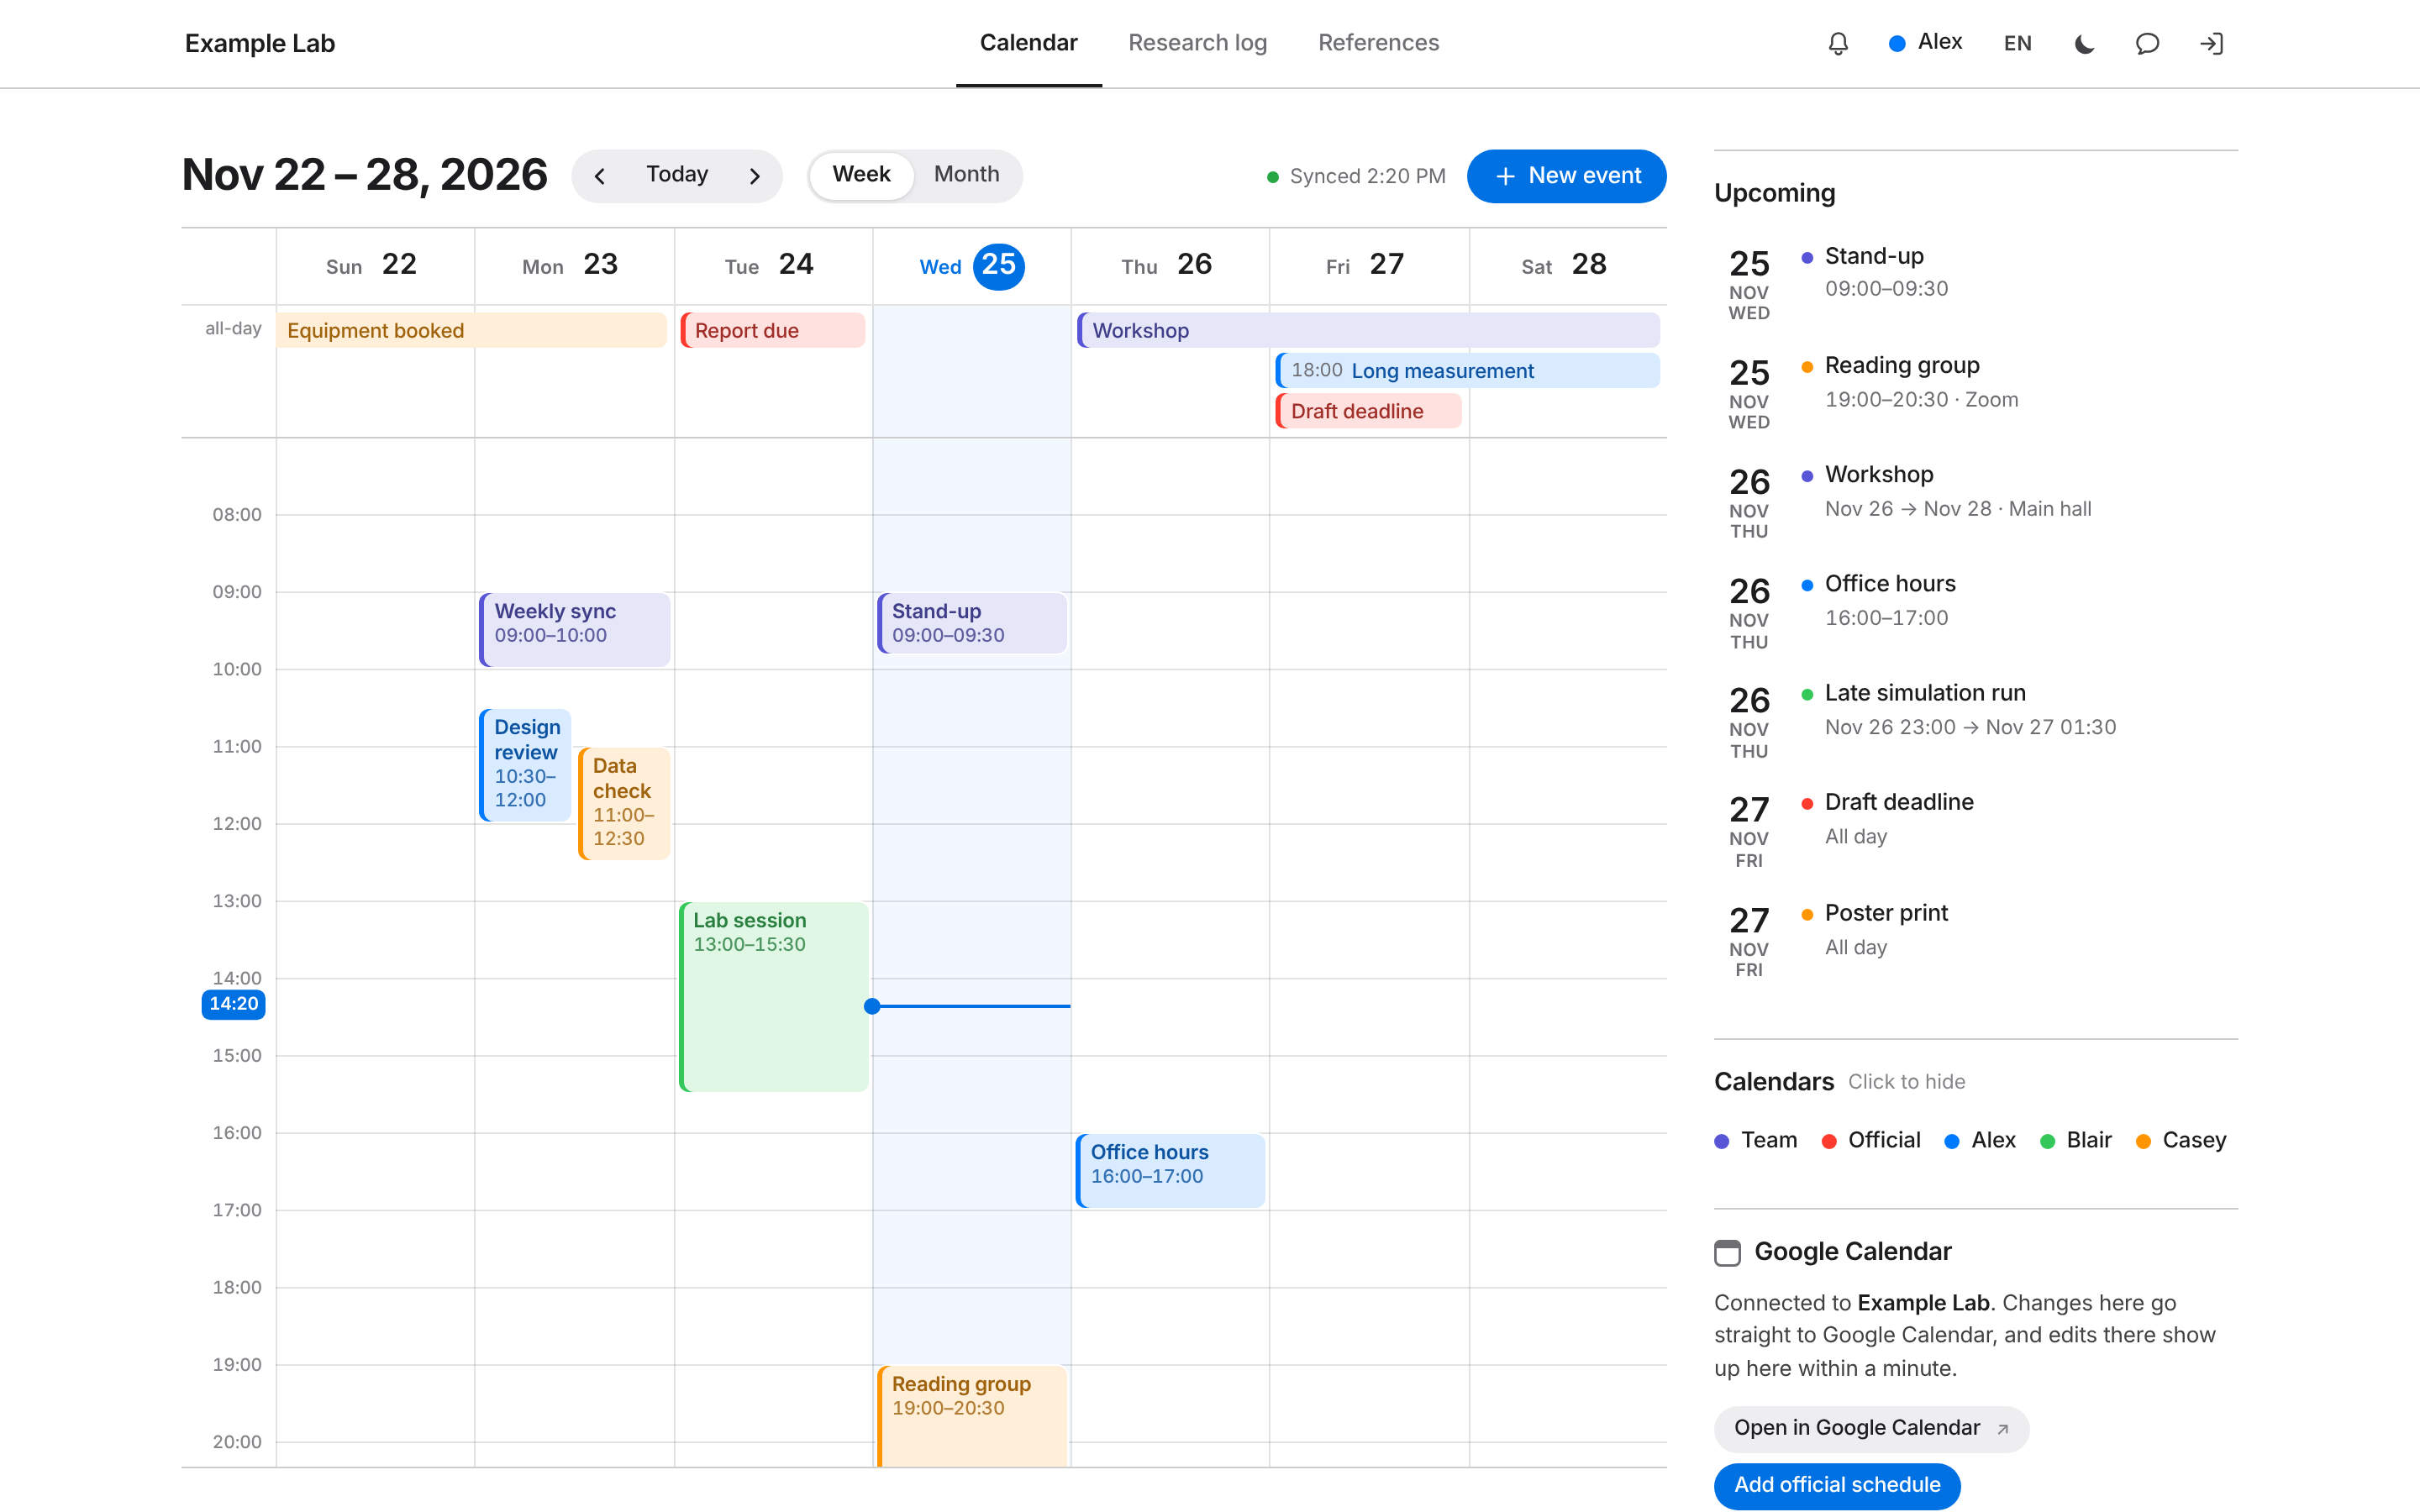 Example Lab
Calendar
Research log
References
Alex
EN
Nov 22 – 28, 2026
Today
Week
Month
Synced 2:20 PM
+ New event
Sun 22
Mon 23
Tue 24
Wed 25
Thu 26
Fri 27
Sat 28
all-day
Equipment booked
Report due
Workshop
18:00 Long measurement
Draft deadline
08:00
09:00
10:00
11:00
12:00
13:00
14:00
14:20
15:00
16:00
17:00
18:00
19:00
20:00
Weekly sync
09:00–10:00
Design
review
10:30–
12:00
Data
check
11:00–
12:30
Lab session
13:00–15:30
Stand-up
09:00–09:30
Reading group
19:00–20:30
Office hours
16:00–17:00
Upcoming
25
NOV
WED
Stand-up
09:00–09:30
25
NOV
WED
Reading group
19:00–20:30 · Zoom
26
NOV
THU
Workshop
Nov 26 → Nov 28 · Main hall
26
NOV
THU
Office hours
16:00–17:00
26
NOV
THU
Late simulation run
Nov 26 23:00 → Nov 27 01:30
27
NOV
FRI
Draft deadline
All day
27
NOV
FRI
Poster print
All day
Calendars Click to hide
Team
Official
Alex
Blair
Casey
Google Calendar
Connected to Example Lab. Changes here go
straight to Google Calendar, and edits there show
up here within a minute.
Open in Google Calendar ↗
Add official schedule